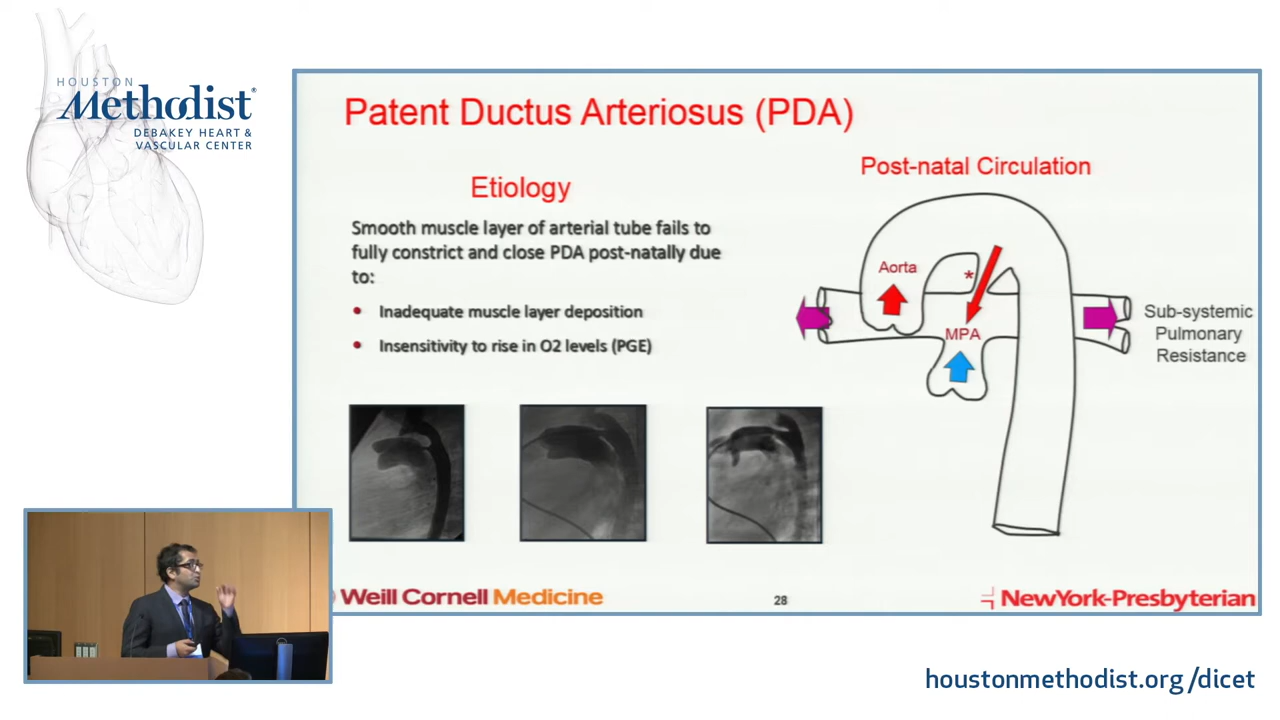 HOUSTON
Methodist®
DEBAKEY HEART &
VASCULAR CENTER
Patent Ductus Arteriosus (PDA)
Etiology
Smooth muscle layer of arterial tube fails to
fully constrict and close PDA post-natally due
to:
• Inadequate muscle layer deposition
• Insensitivity to rise in O2 levels (PGE)
Post-natal Circulation
Aorta
*
MPA
Sub-systemic
Pulmonary
Resistance
Weill Cornell Medicine
28
NewYork-Presbyterian
houstonmethodist.org/dicet